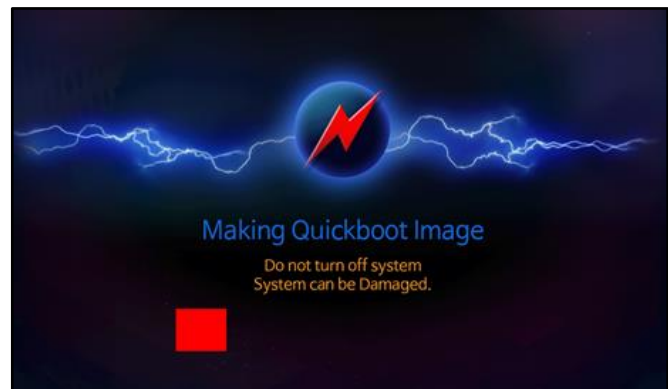 Making Quickboot Image
Do not turn off system
System can be Damaged.